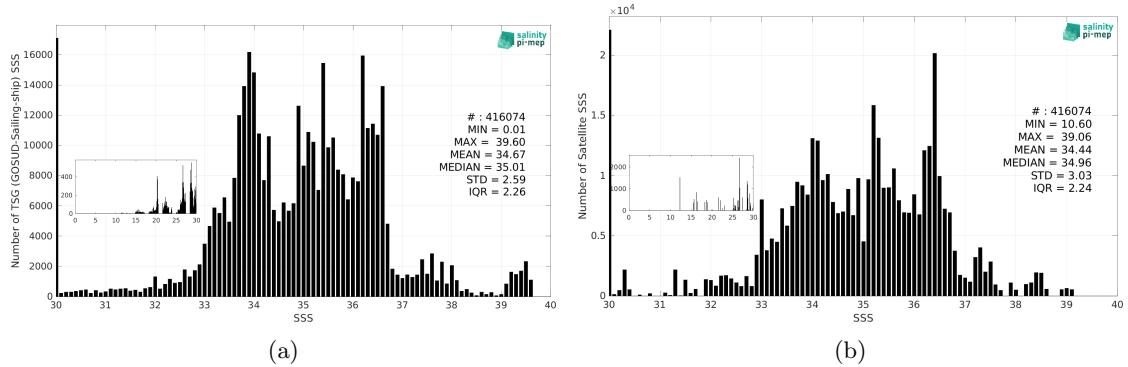 salinity
pi-mep
Number of TSG (GOSUD-Sailing-ship) SSS
16000
14000
12000
10000
8000
6000
4000
2000
0
# : 416074
MIN = 0.01
MAX = 39.60
MEAN = 34.67
MEDIAN = 35.01
STD = 2.59
IQR = 2.26
400
200
0
0 5 10 15 20 25 30
30 31 32 33 34 35 36 37 38 39 40
SSS
(a)
×10⁴
salinity
pi-mep
Number of Satellite SSS
2
1.5
1
0.5
0
# : 416074
MIN = 10.60
MAX = 39.06
MEAN = 34.44
MEDIAN = 34.96
STD = 3.03
IQR = 2.24
2000
1000
0
0 5 10 15 20 25 30
30 31 32 33 34 35 36 37 38 39 40
SSS
(b)